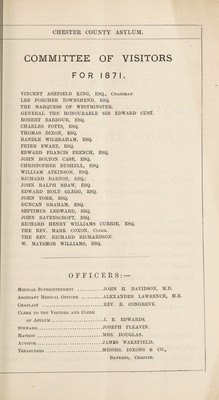 CHESTER COUNTY ASYLUM.
COMMITTEE OF VISITORS
FOR 1871.
VINCENT ASHFIELD KING, ESQ., CHAIRMAN.
LEE PORCHER TOWNSHEND, ESQ.
THE MARQUESS OF WESTMINSTER.
GENERAL THE HONOURABLE SIR EDWARD CUST.
ROBERT BARBOUR, ESQ.
CHARLES POTTS, ESQ.
THOMAS DIXON, ESQ.
RANDLE WILBRAHAM, ESQ.
PETER EWART, ESQ.
EDWARD FRANCIS FRENCH, ESQ.
JOHN BOLTON CASE, ESQ.
CHRISTOPHER BUSHELL, ESQ.
WILLIAM ATKINSON, ESQ.
RICHARD BARTON, ESQ.
JOHN RALPH SHAW, ESQ.
EDWARD HOLT GLEGG, ESQ.
JOHN TORR, ESQ.
DUNCAN GRAHAM, ESQ.
SEPTIMUS LEDWARD, ESQ.
JOHN RAVENSCROFT, ESQ.
RICHARD HENRY WILLIAMS CURRIE, ESQ.
THE REV. MARK COXON, CLERK.
THE REV. RICHARD RICHARDSON.
W. MAYSMOR WILLIAMS, ESQ.
OFFICERS:—
MEDICAL SUPERINTENDENT ............ JOHN H. DAVIDSON, M.D.
ASSISTANT MEDICAL OFFICER ............ ALEXANDER LAWRENCE, M.B.
CHAPLAIN ............ REV. R. CONGREVE.
CLERK TO THE VISITORS AND CLERK
OF ASYLUM ............ J. E. EDWARDS.
STEWARD ............ JOSEPH PLEAVIN.
MATRON ............ MRS. DOUGLAS.
AUDITOR ............ JAMES WAKEFIELD.
TREASURERS ............ MESSRS. DIXONS & CO.,
BANKERS, CHESTER.